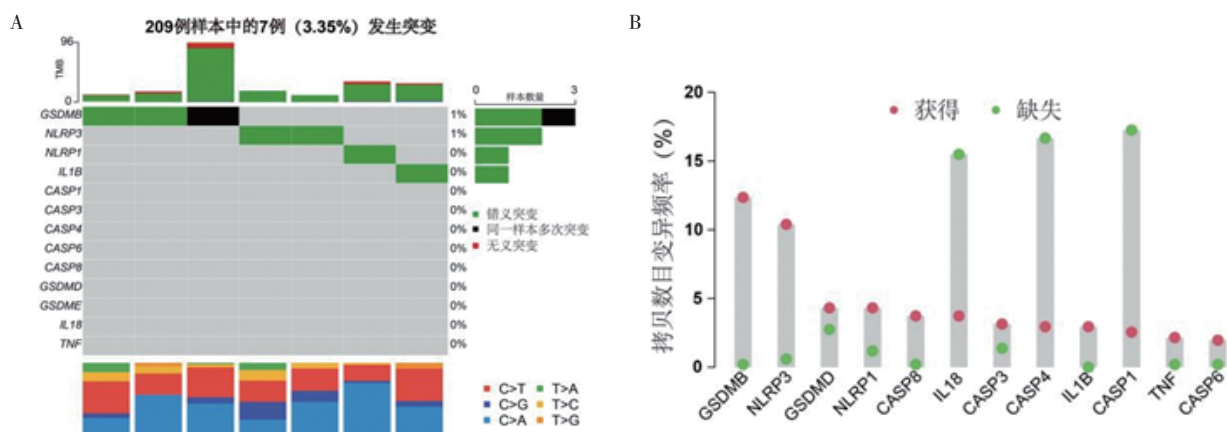 A
209例样本中的7例（3.35%）发生突变
96
TMB
0
0
3
样本数量
GSDMB 1%
NLRP3 1%
NLRP1 0%
IL1B 0%
CASP1 0%
CASP3 0%
CASP4 0%
CASP6 0%
CASP8 0%
GSDMD 0%
GSDME 0%
IL18 0%
TNF 0%
错义突变
同一样本多次突变
无义突变
C>T T>A
C>G T>C
C>A T>G
B
拷贝数目变异频率（%）
获得 缺失
20
15
10
5
0
GSDMB NLRP3 GSDMD NLRP1 CASP8 IL18 CASP3 CASP4 IL1B CASP1 TNF CASP6